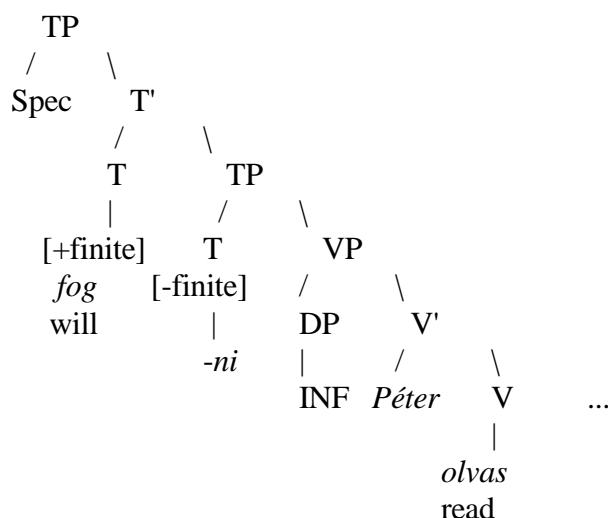 TP
Spec T'
T TP
[+finite] T VP
fog [-finite]
will DP V'
-ni
INF Péter V ...
olvas
read